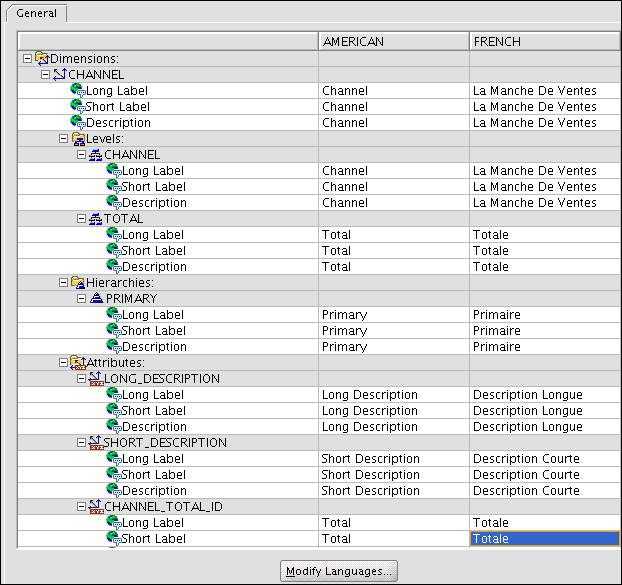 General
AMERICAN FRENCH
Dimensions:
CHANNEL
Long Label Channel La Manche De Ventes
Short Label Channel La Manche De Ventes
Description Channel La Manche De Ventes
Levels:
CHANNEL
Long Label Channel La Manche De Ventes
Short Label Channel La Manche De Ventes
Description Channel La Manche De Ventes
TOTAL
Long Label Total Totale
Short Label Total Totale
Description Total Totale
Hierarchies:
PRIMARY
Long Label Primary Primaire
Short Label Primary Primaire
Description Primary Primaire
Attributes:
LONG_DESCRIPTION
Long Label Long Description Description Longue
Short Label Long Description Description Longue
Description Long Description Description Longue
SHORT_DESCRIPTION
Long Label Short Description Description Courte
Short Label Short Description Description Courte
Description Short Description Description Courte
CHANNEL_TOTAL_ID
Long Label Total Totale
Short Label Total Totale
Modify Languages...